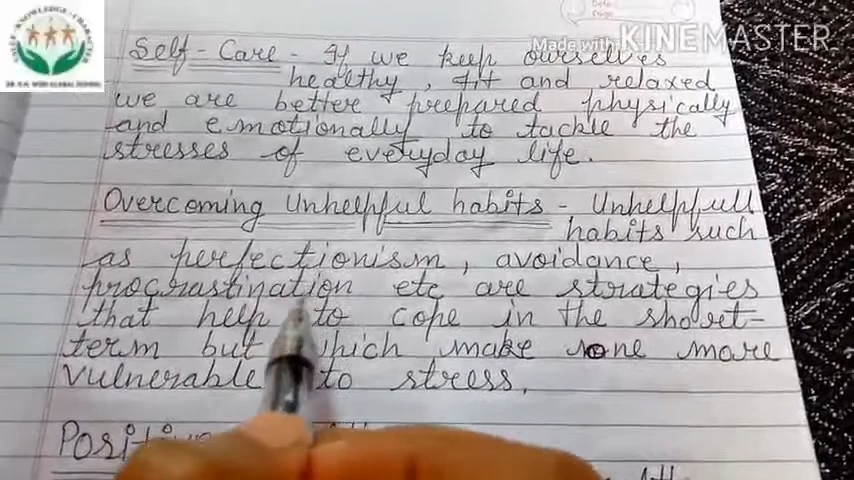 Made with KINEMASTER
Self-Care - If we keep ourselves
healthy, fit and relaxed
we are better prepared physically
and emotionally to tackle the
stresses of everyday life.
Overcoming Unhelpful habits - Unhelpfull
habits such
as perfectionism, avoidance,
procrastination etc are strategies
that help to cope in the short-
term but which make one more
vulnerable to stress.